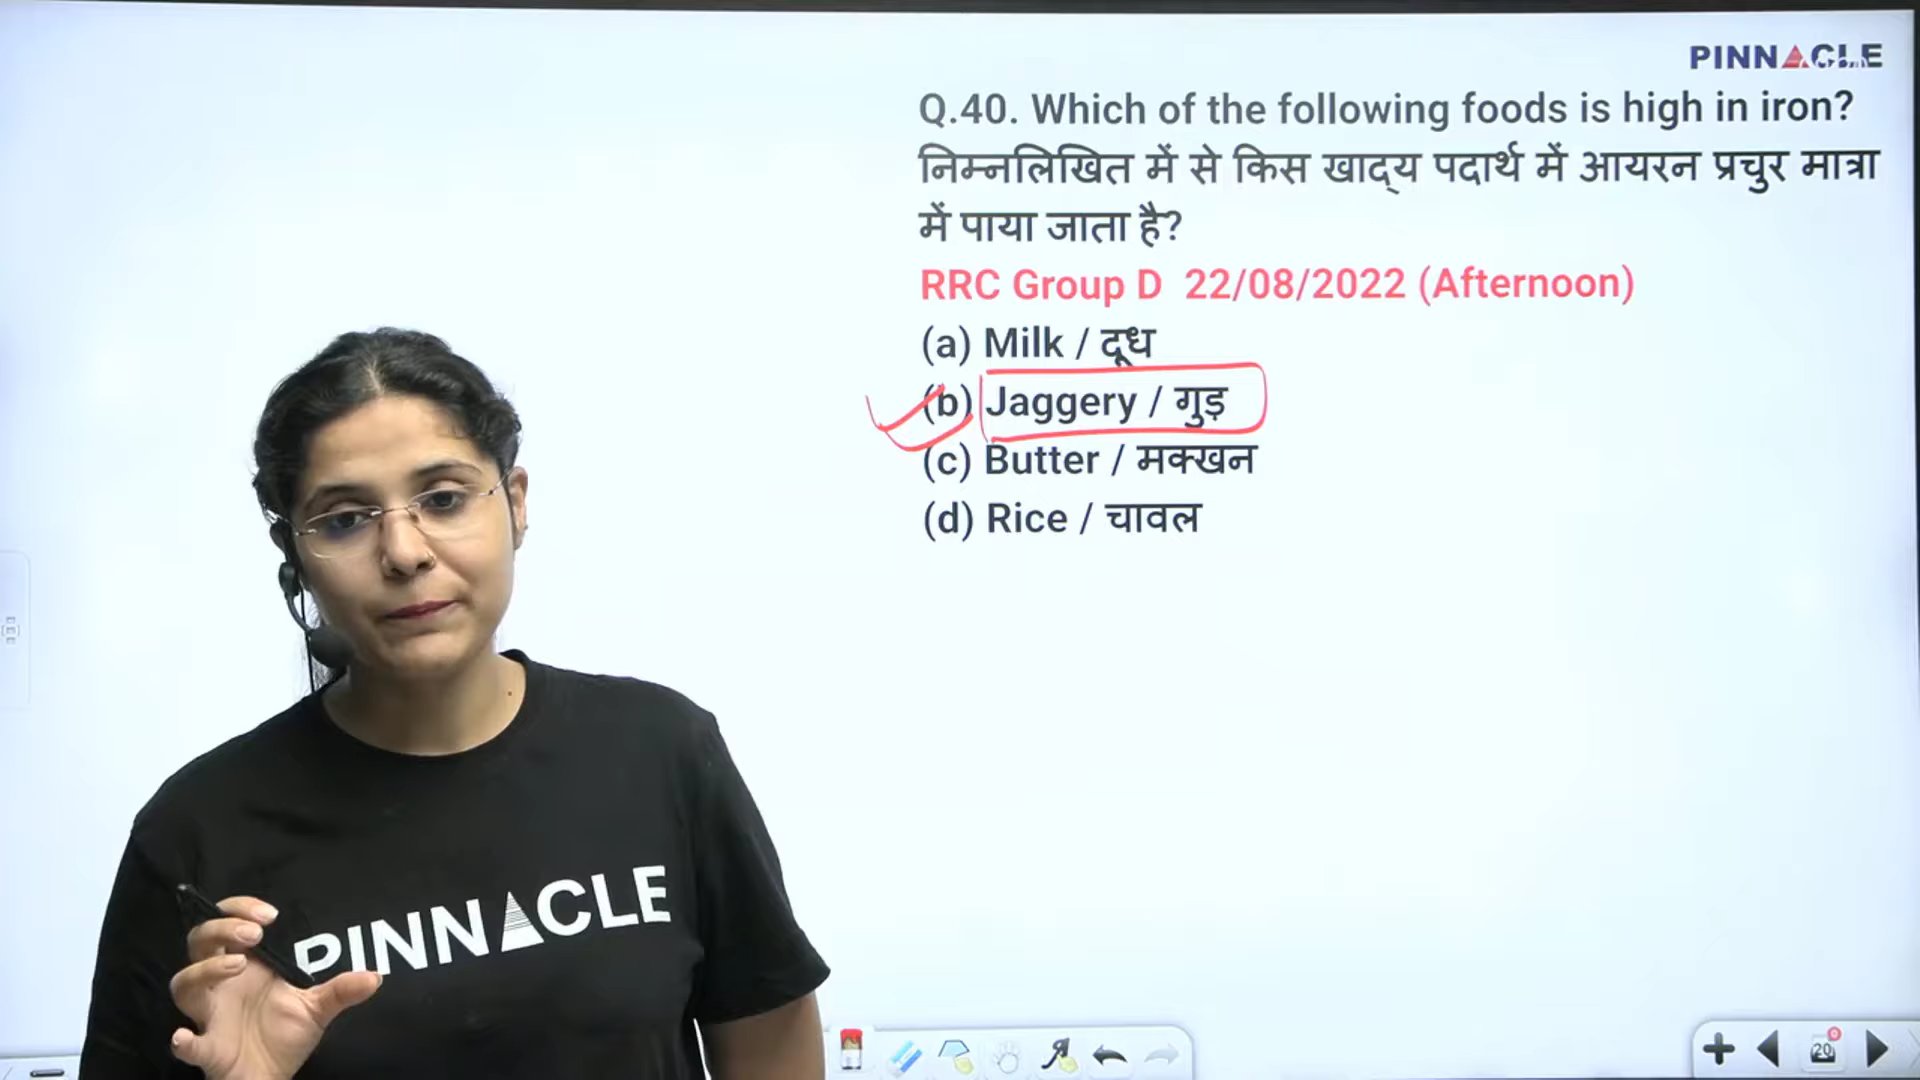 PINNACLE
Q.40. Which of the following foods is high in iron?
निम्नलिखित में से किस खाद्य पदार्थ में आयरन प्रचुर मात्रा
में पाया जाता है?
RRC Group D 22/08/2022 (Afternoon)
(a) Milk / दूध
(b) Jaggery / गुड़
(c) Butter / मक्खन
(d) Rice / चावल
PINNACLE
20